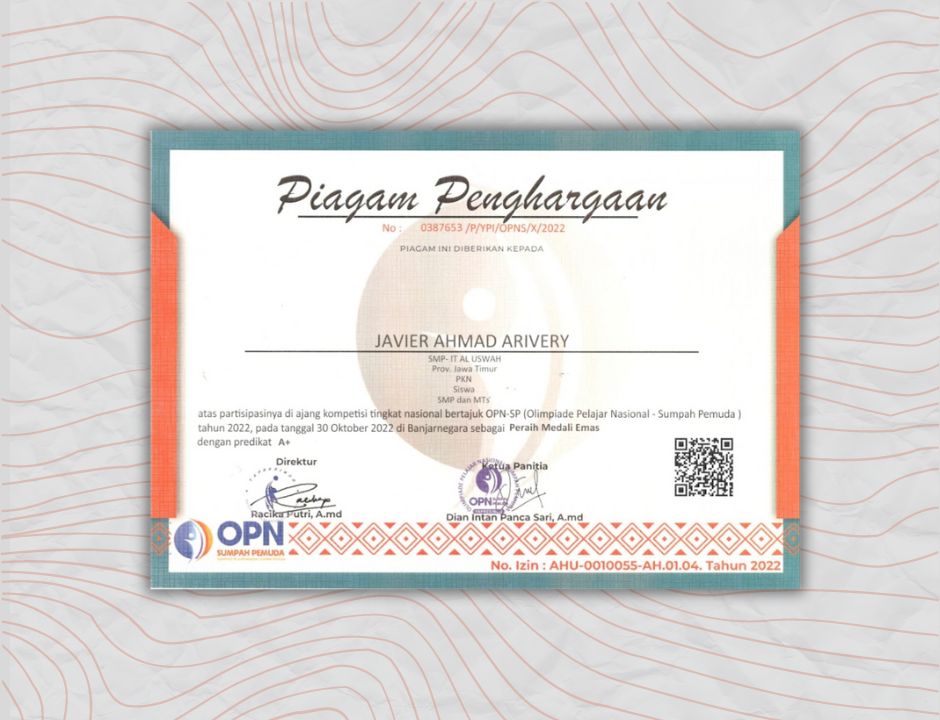 Piagam Penghargaan
No : 0387653 /P/YPI/OPNS/X/2022
PIAGAM INI DIBERIKAN KEPADA
JAVIER AHMAD ARIVERY
SMP- IT AL USWAH
Prov. Jawa Timur
PKN
Siswa
SMP dan MTs
atas partisipasinya di ajang kompetisi tingkat nasional bertajuk OPN-SP (Olimpiade Pelajar Nasional - Sumpah Pemuda )
tahun 2022, pada tanggal 30 Oktober 2022 di Banjarnegara sebagai Peraih Medali Emas
dengan predikat A+
Direktur
Racika Putri, A.md
Ketua Panitia
OPN
Dian Intan Panca Sari, A.md
OPN
SUMPAH PEMUDA
No. Izin : AHU-0010055-AH.01.04. Tahun 2022